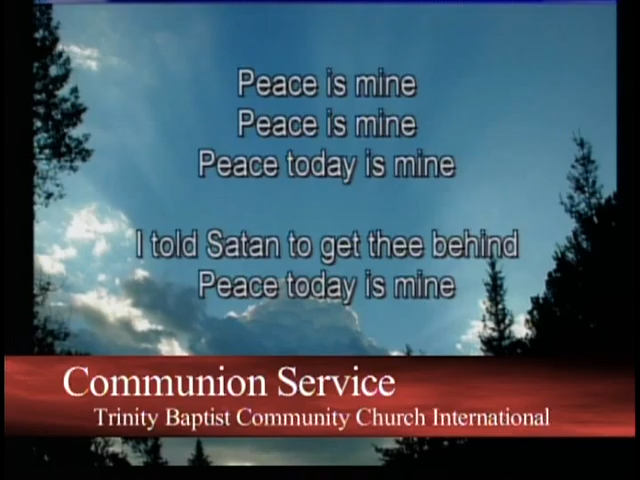 Peace is mine
Peace is mine
Peace today is mine
I told Satan to get thee behind
Peace today is mine
Communion Service
Trinity Baptist Community Church International